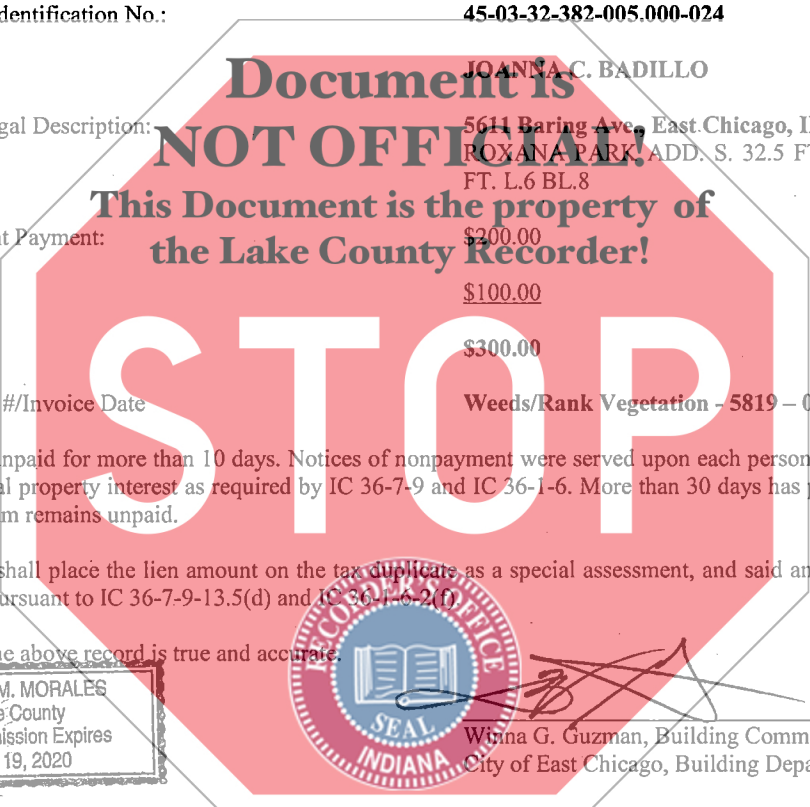 dentification No.: 45-03-32-382-005.000-024
JOANNA C. BADILLO
Document is
gal Description: 5611 Baring Ave., East Chicago, I
NOT OFFICIAL!
ROXANA PARK ADD. S. 32.5 F
FT. L.6 BL.8
This Document is the property of
t Payment: $200.00
the Lake County Recorder!
$100.00
STOP
$300.00
#/Invoice Date Weeds/Rank Vegetation - 5819 – 0
npaid for more than 10 days. Notices of nonpayment were served upon each person
l property interest as required by IC 36-7-9 and IC 36-1-6. More than 30 days has p
m remains unpaid.
shall place the lien amount on the tax duplicate as a special assessment, and said a
ursuant to IC 36-7-9-13.5(d) and IC 36-1-6-2(f).
e above record is true and accurate.
RECORDER'S OFFICE
SEAL
INDIANA
M. MORALES
e County
ission Expires
19, 2020
Winna G. Guzman, Building Comm
City of East Chicago, Building Depa